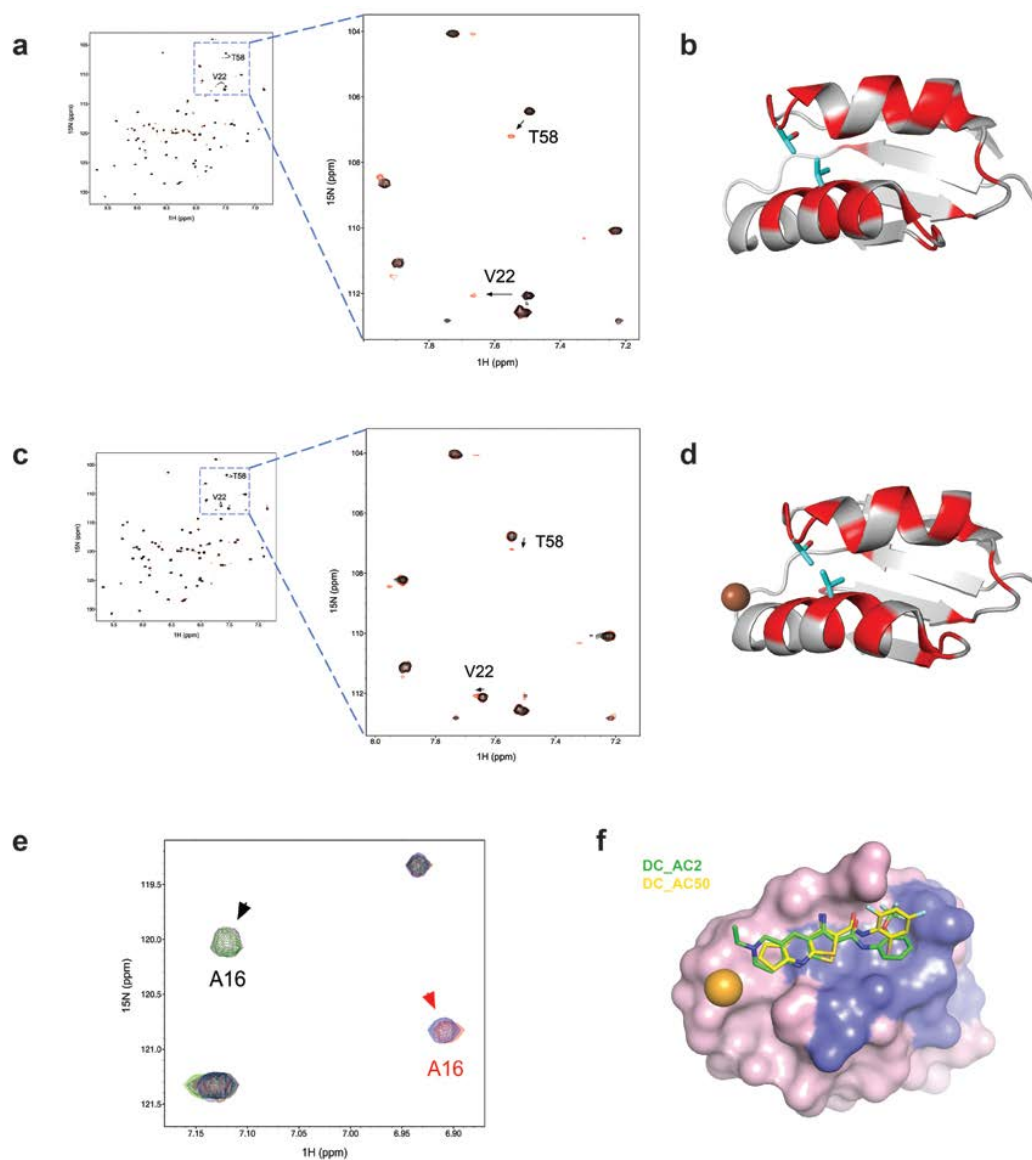 a
b
T58
V22
15N (ppm)
1H (ppm)
104
106
108
110
112
7.8
7.6
7.4
7.2
15N (ppm)
1H (ppm)
T58
V22
c
d
T58
V22
15N (ppm)
1H (ppm)
104
106
108
110
112
8.0
7.8
7.6
7.4
7.2
15N (ppm)
1H (ppm)
T58
V22
e
f
119.5
120.0
120.5
121.0
121.5
7.15
7.10
7.05
7.00
6.95
6.90
15N (ppm)
1H (ppm)
A16
A16
DC_AC2
DC_AC50